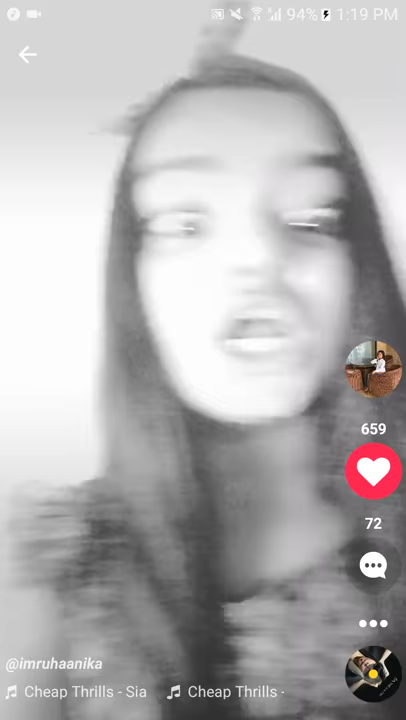 94% 1:19 PM
659
72
@imruhaanika
Cheap Thrills - Sia Cheap Thrills -